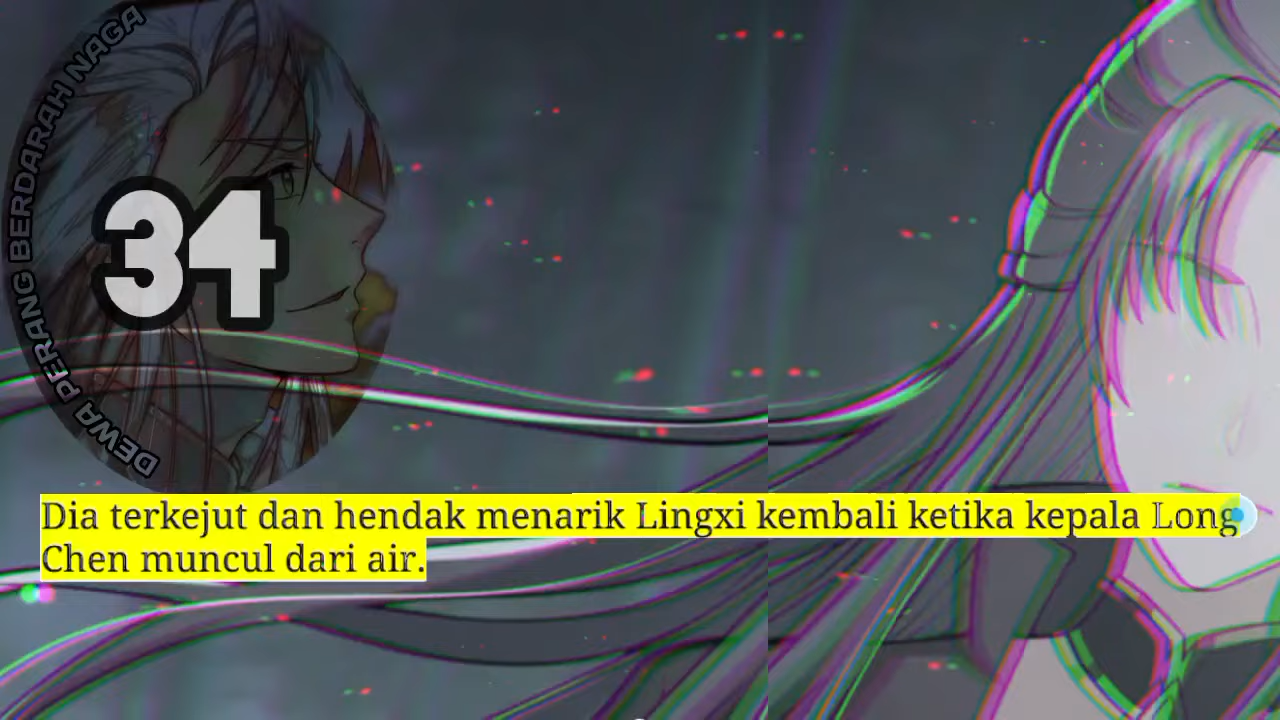 DEWA PERANG BERDARAH NAGA
34
Dia terkejut dan hendak menarik Lingxi kembali ketika kepala Long
Chen muncul dari air.